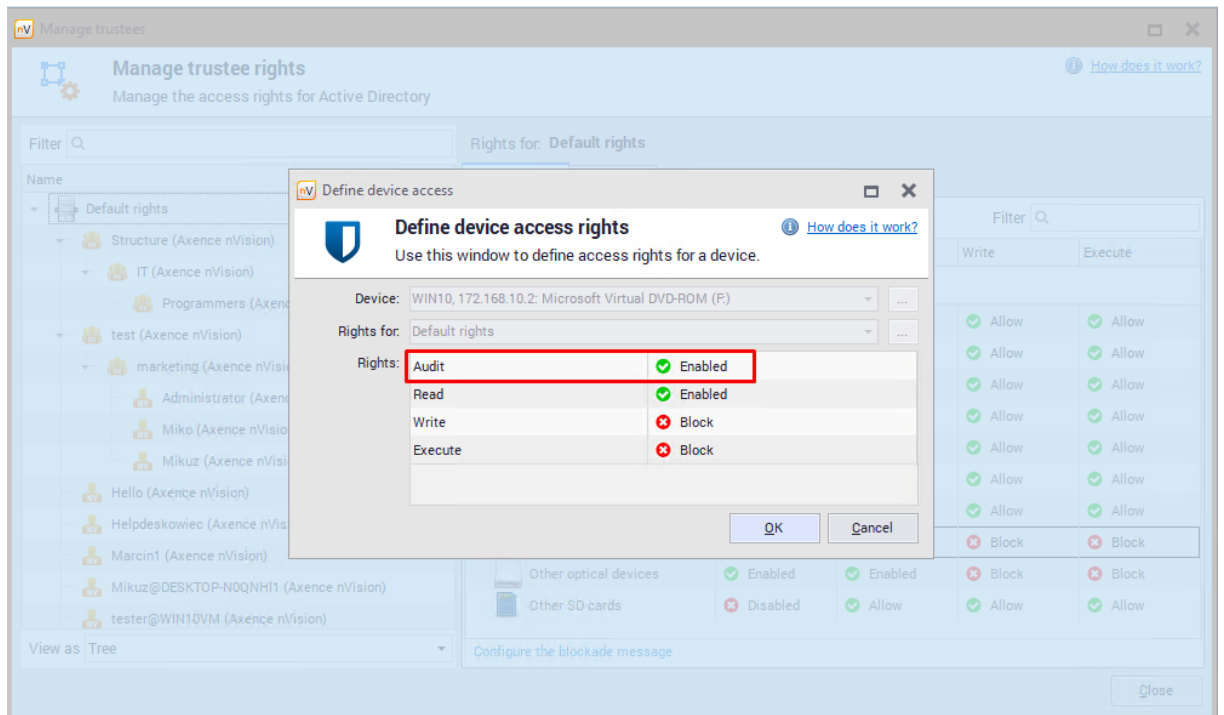 nV Manage trustees
Manage trustee rights
How does it work?
Manage the access rights for Active Directory
Filter
Rights for: Default rights
Name
Default rights
Structure (Axence nVision)
IT (Axence nVision)
Programmers (Axenc
test (Axence nVision)
marketing (Axence nVisi
Administrator (Axenc
Miko (Axence nVisio
Mikuz (Axence nVisi
Hello (Axence nVision)
Helpdeskowiec (Axence nVis
Marcin1 (Axence nVision)
Mikuz@DESKTOP-N0QNHI1 (Axence nVision)
tester@WIN10VM (Axence nVision)
View as Tree
nV Define device access
Define device access rights
How does it work?
Use this window to define access rights for a device.
Device: WIN10, 172.168.10.2: Microsoft Virtual DVD-ROM (F:)
...
Rights for: Default rights
...
Rights:
Audit Enabled
Read Enabled
Write Block
Execute Block
OK Cancel
Filter
Write Execute
Allow Allow
Allow Allow
Allow Allow
Allow Allow
Allow Allow
Allow Allow
Allow Allow
Block Block
Other optical devices Enabled Enabled Block Block
Other SD-cards Disabled Allow Allow Allow
Configure the blockade message
Close